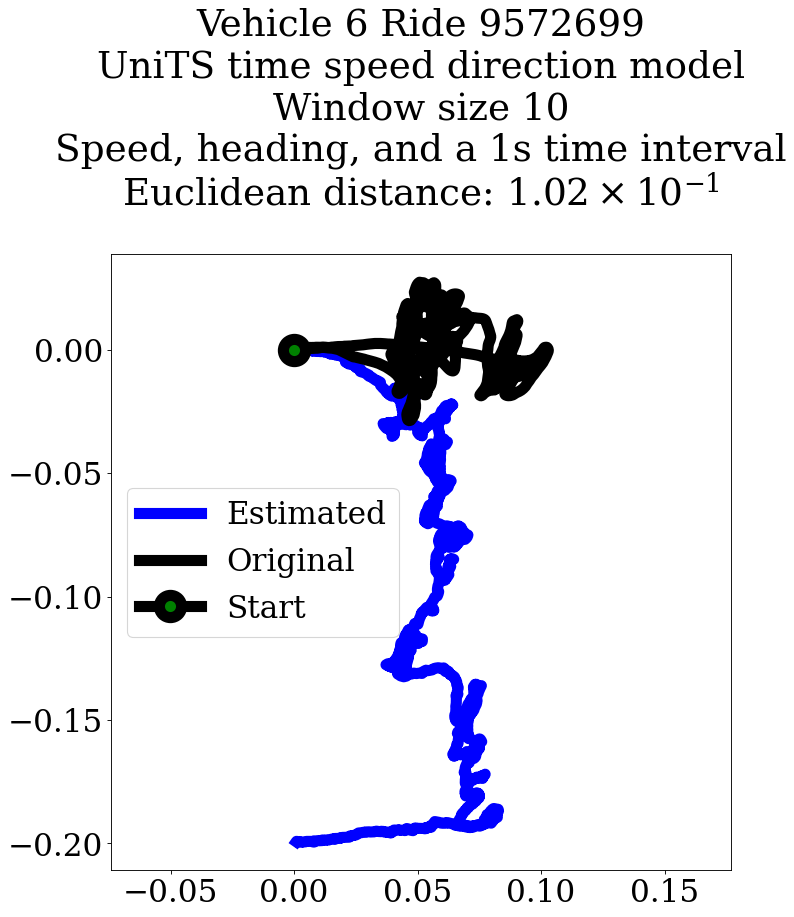 Vehicle 6 Ride 9572699
UniTS time speed direction model
Window size 10
Speed, heading, and a 1s time interval
Euclidean distance: 1.02 × 10⁻¹
0.00
−0.05
−0.10
−0.15
−0.20
Estimated
Original
Start
−0.05 0.00 0.05 0.10 0.15